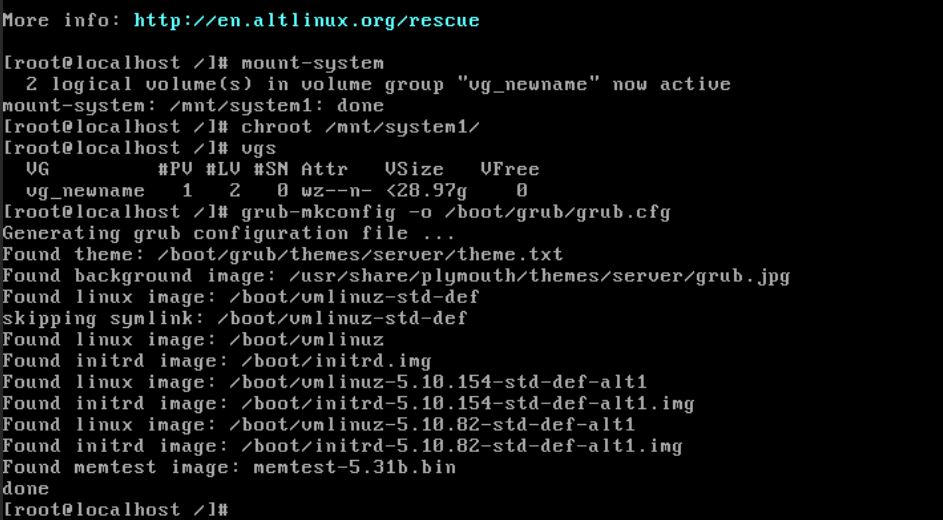 More info: http://en.altlinux.org/rescue
[root@localhost /]# mount-system
2 logical volume(s) in volume group "vg_newname" now active
mount-system: /mnt/system1: done
[root@localhost /]# chroot /mnt/system1/
[root@localhost /]# vgs
VG #PV #LV #SN Attr VSize VFree
vg_newname 1 2 0 wz--n- <28.97g 0
[root@localhost /]# grub-mkconfig -o /boot/grub/grub.cfg
Generating grub configuration file ...
Found theme: /boot/grub/themes/server/theme.txt
Found background image: /usr/share/plymouth/themes/server/grub.jpg
Found linux image: /boot/vmlinuz-std-def
skipping symlink: /boot/vmlinuz-std-def
Found linux image: /boot/vmlinuz
Found initrd image: /boot/initrd.img
Found linux image: /boot/vmlinuz-5.10.154-std-def-alt1
Found initrd image: /boot/initrd-5.10.154-std-def-alt1.img
Found linux image: /boot/vmlinuz-5.10.82-std-def-alt1
Found initrd image: /boot/initrd-5.10.82-std-def-alt1.img
Found memtest image: memtest-5.31b.bin
done
[root@localhost /]#